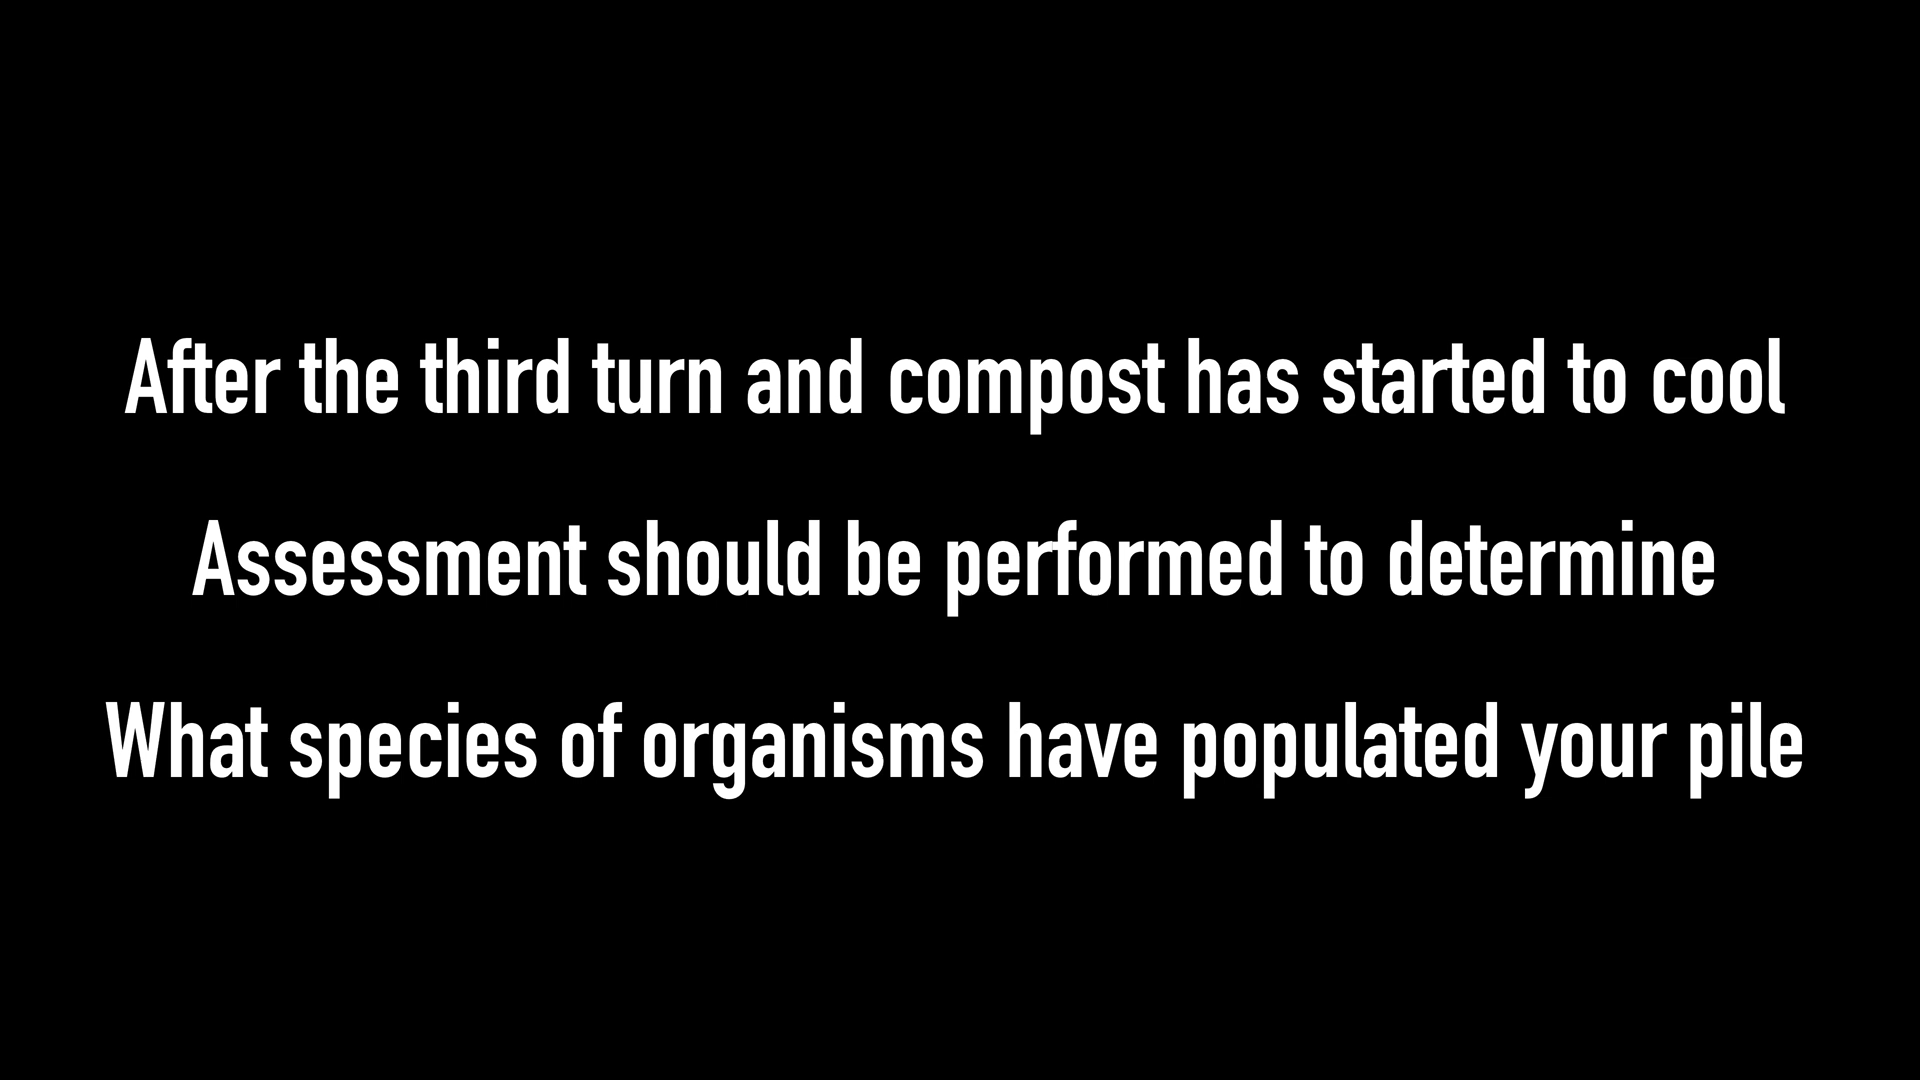 After the third turn and compost has started to cool
Assessment should be performed to determine
What species of organisms have populated your pile